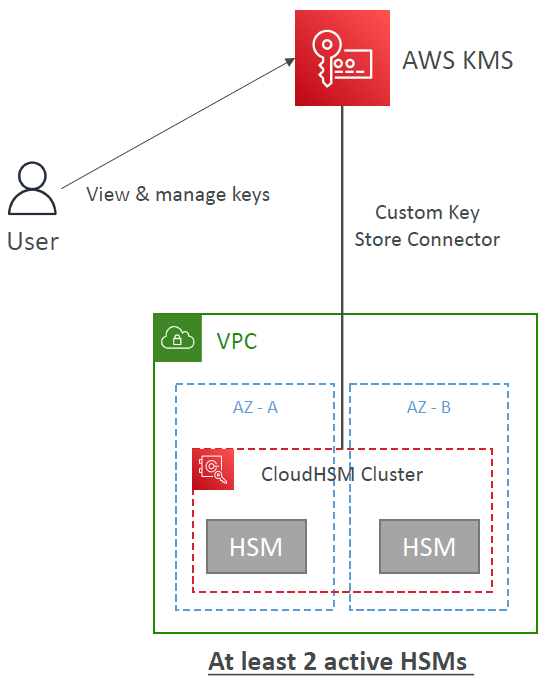 AWS KMS
View & manage keys
User
Custom Key
Store Connector
VPC
AZ - A
AZ - B
CloudHSM Cluster
HSM
HSM
At least 2 active HSMs